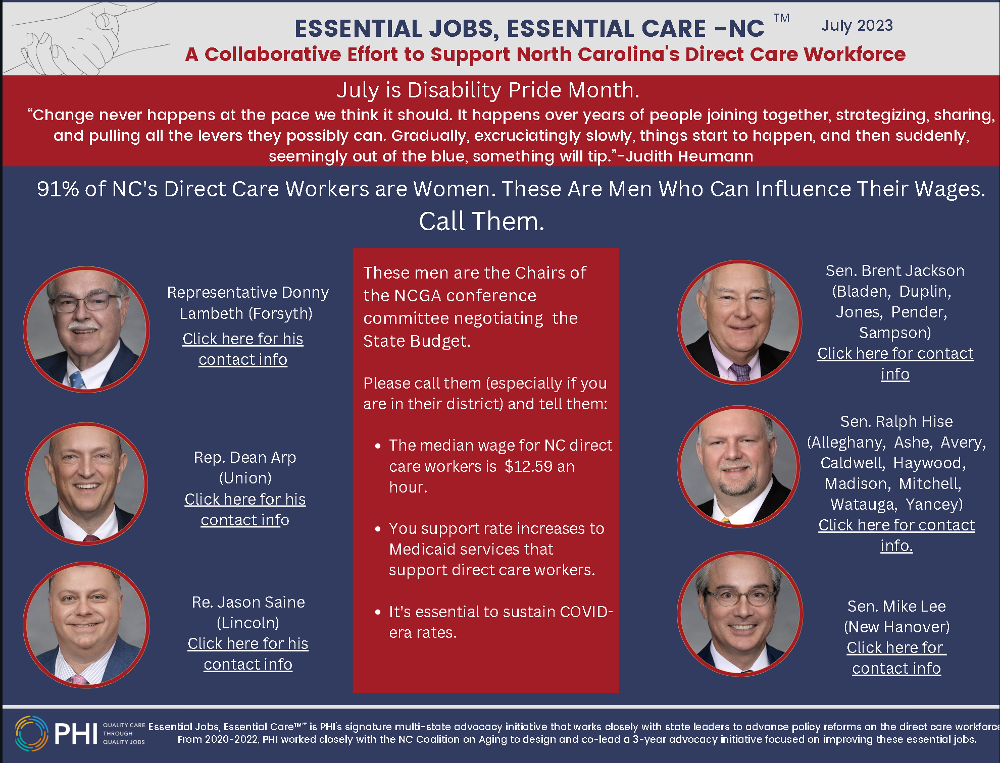 ESSENTIAL JOBS, ESSENTIAL CARE -NC TM July 2023
A Collaborative Effort to Support North Carolina's Direct Care Workforce
July is Disability Pride Month.
“Change never happens at the pace we think it should. It happens over years of people joining together, strategizing, sharing,
and pulling all the levers they possibly can. Gradually, excruciatingly slowly, things start to happen, and then suddenly,
seemingly out of the blue, something will tip.”-Judith Heumann
91% of NC's Direct Care Workers are Women. These Are Men Who Can Influence Their Wages.
Call Them.
Representative Donny
Lambeth (Forsyth)
Click here for his
contact info
Rep. Dean Arp
(Union)
Click here for his
contact info
Re. Jason Saine
(Lincoln)
Click here for his
contact info
These men are the Chairs of
the NCGA conference
committee negotiating the
State Budget.
Please call them (especially if you
are in their district) and tell them:
• The median wage for NC direct
care workers is $12.59 an
hour.
• You support rate increases to
Medicaid services that
support direct care workers.
• It's essential to sustain COVID-
era rates.
Sen. Brent Jackson
(Bladen, Duplin,
Jones, Pender,
Sampson)
Click here for contact
info
Sen. Ralph Hise
(Alleghany, Ashe, Avery,
Caldwell, Haywood,
Madison, Mitchell,
Watauga, Yancey)
Click here for contact
info.
Sen. Mike Lee
(New Hanover)
Click here for
contact info
PHI
QUALITY CARE
THROUGH
QUALITY JOBS
Essential Jobs, Essential Care™” is PHI's signature multi-state advocacy initiative that works closely with state leaders to advance policy reforms on the direct care workforce
From 2020-2022, PHI worked closely with the NC Coalition on Aging to design and co-lead a 3-year advocacy initiative focused on improving these essential jobs.